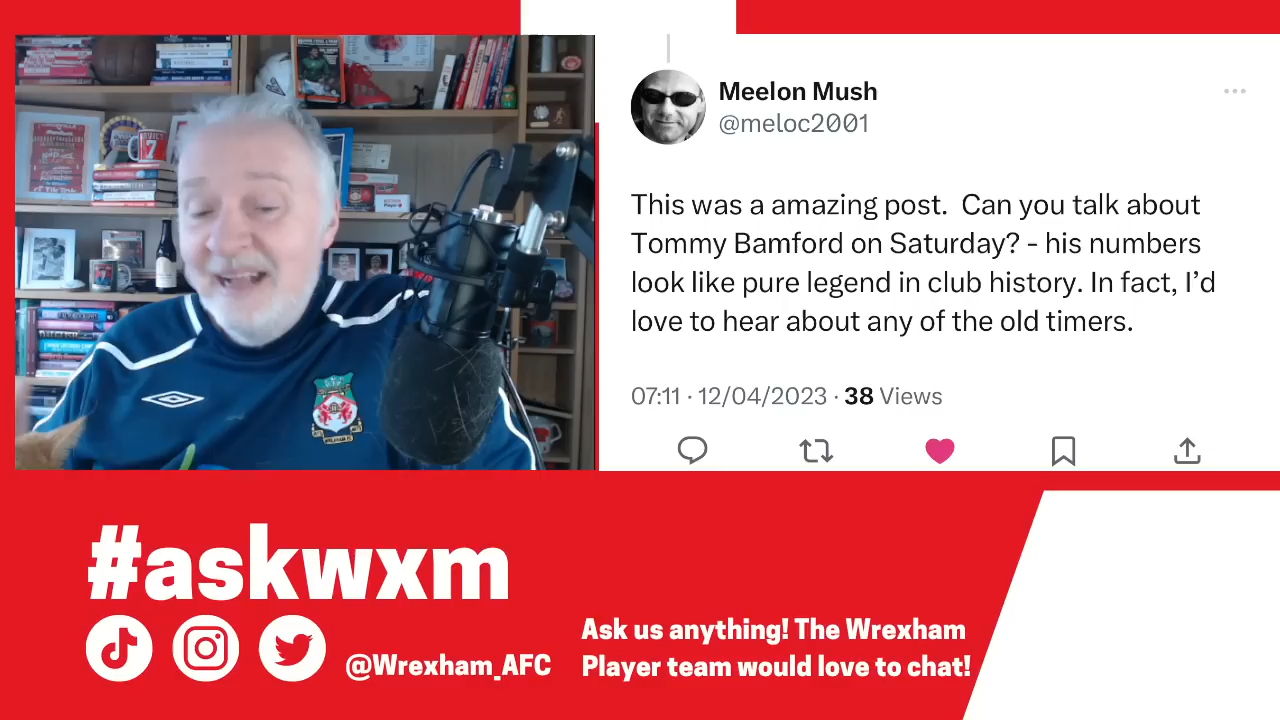 Meelon Mush
@meloc2001
This was a amazing post.  Can you talk about
Tommy Bamford on Saturday? - his numbers
look like pure legend in club history. In fact, I’d
love to hear about any of the old timers.
07:11 · 12/04/2023 · 38 Views
#askwxm
@Wrexham_AFC
Ask us anything! The Wrexham
Player team would love to chat!